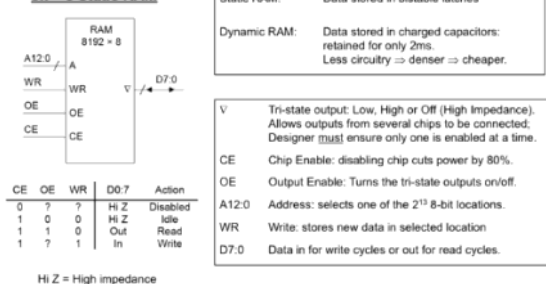 Data stored in bistable latches
RAM
8192 × 8
A12:0
A
WR
WR
∇
D7:0
OE
OE
CE
CE
Dynamic RAM: Data stored in charged capacitors:
retained for only 2ms.
Less circuitry ⇒ denser ⇒ cheaper.
∇ Tri-state output: Low, High or Off (High Impedance).
Allows outputs from several chips to be connected;
Designer must ensure only one is enabled at a time.
CE Chip Enable: disabling chip cuts power by 80%.
OE Output Enable: Turns the tri-state outputs on/off.
A12:0 Address: selects one of the 2¹³ 8-bit locations.
WR Write: stores new data in selected location
D7:0 Data in for write cycles or out for read cycles.
CE OE WR D0:7 Action
0 ? ? Hi Z Disabled
1 0 0 Hi Z Idle
1 1 0 Out Read
1 ? 1 In Write
Hi Z = High impedance